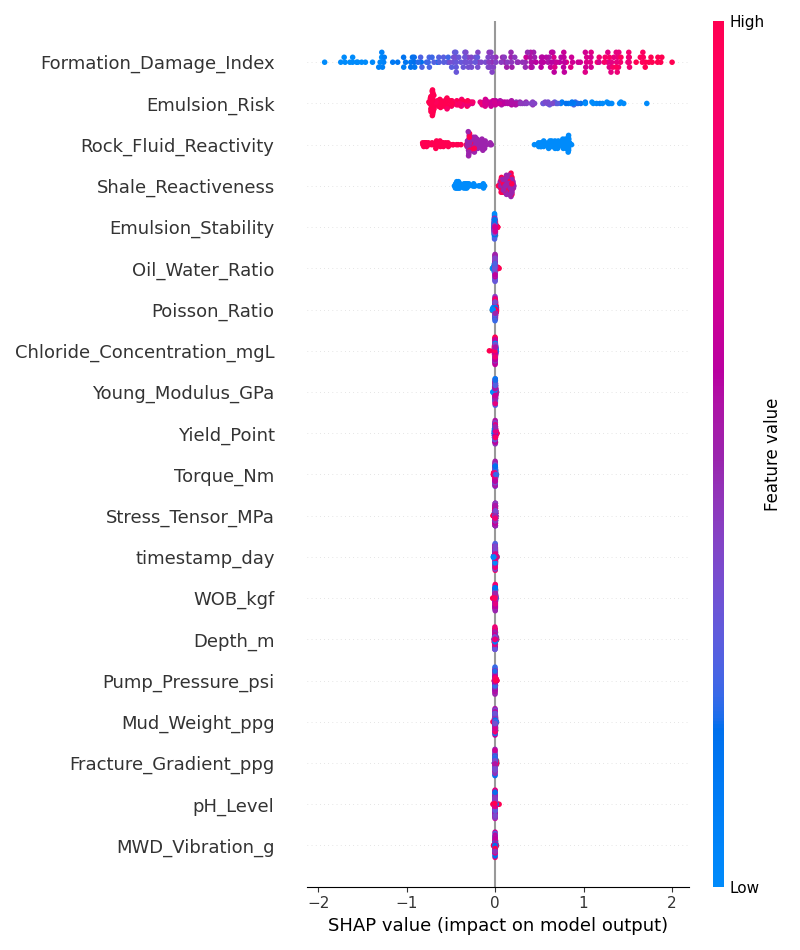 High
Formation_Damage_Index
Emulsion_Risk
Rock_Fluid_Reactivity
Shale_Reactiveness
Emulsion_Stability
Oil_Water_Ratio
Poisson_Ratio
Chloride_Concentration_mgL
Young_Modulus_GPa
Yield_Point
Torque_Nm
Stress_Tensor_MPa
timestamp_day
WOB_kgf
Depth_m
Pump_Pressure_psi
Mud_Weight_ppg
Fracture_Gradient_ppg
pH_Level
MWD_Vibration_g
Feature value
Low
−2 −1 0 1 2
SHAP value (impact on model output)